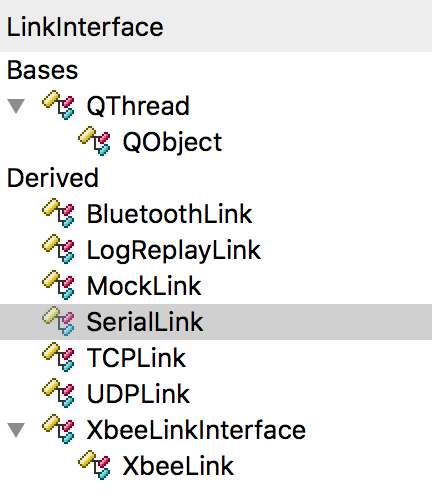 LinkInterface
Bases
QThread
QObject
Derived
BluetoothLink
LogReplayLink
MockLink
SerialLink
TCPLink
UDPLink
XbeeLinkInterface
XbeeLink